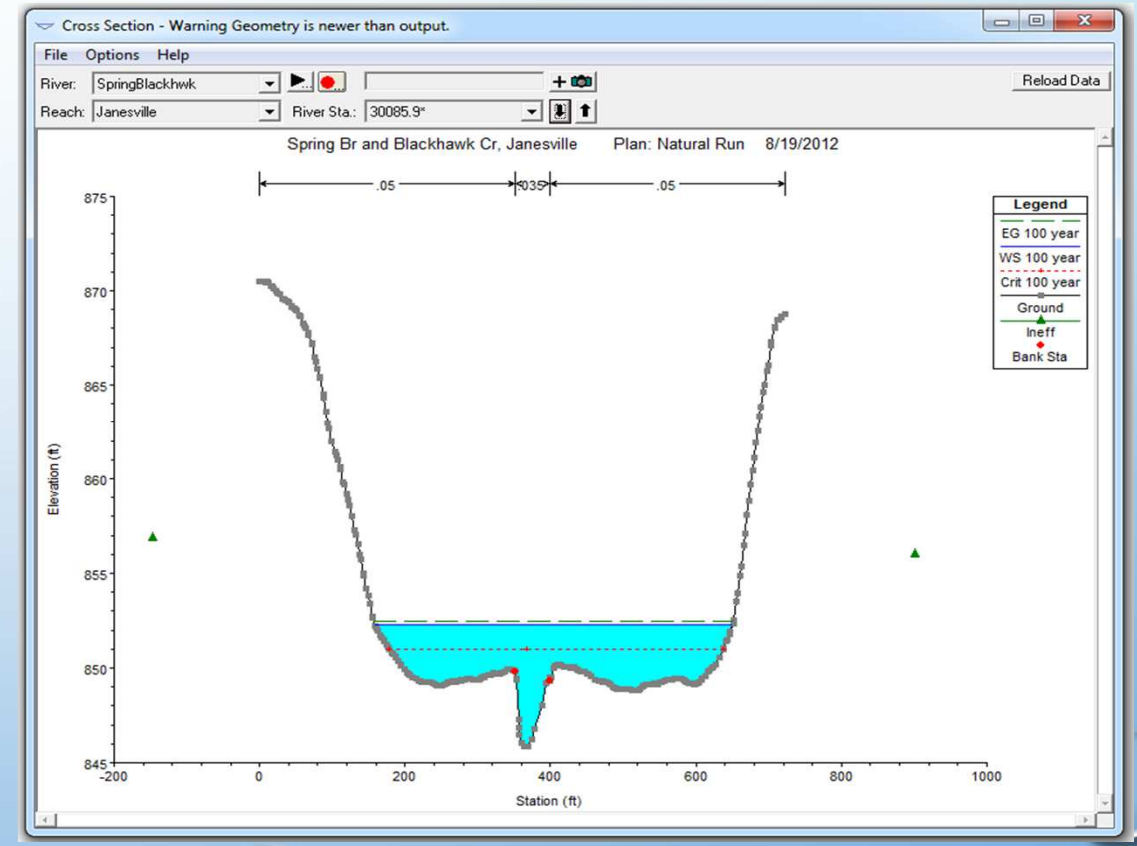 Cross Section - Warning Geometry is newer than output.
File Options Help
River: SpringBlackhwk Reload Data
Reach: Janesville River Sta.: 30085.9*
Spring Br and Blackhawk Cr, Janesville Plan: Natural Run 8/19/2012
.05 .035 .05
875
870
865
860
855
850
845
Elevation (ft)
-200 0 200 400 600 800 1000
Station (ft)
Legend
EG 100 year
WS 100 year
Crit 100 year
Ground
Ineff
Bank Sta